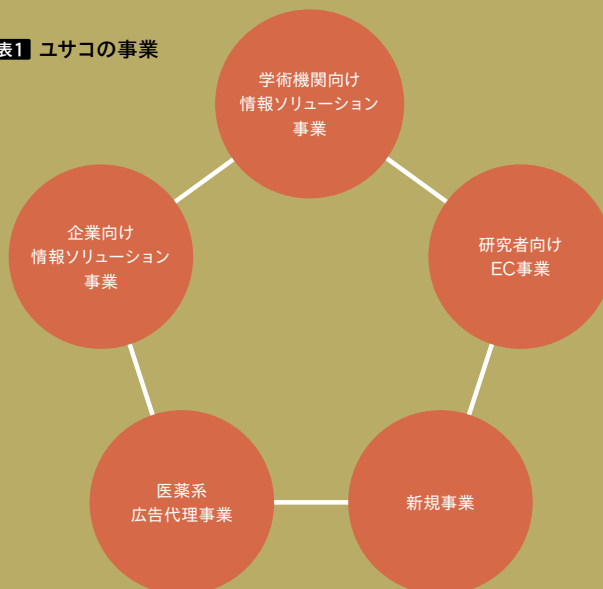 表1 ユサコの事業
学術機関向け
情報ソリューション
事業
企業向け
情報ソリューション
事業
研究者向け
EC事業
医薬系
広告代理事業
新規事業